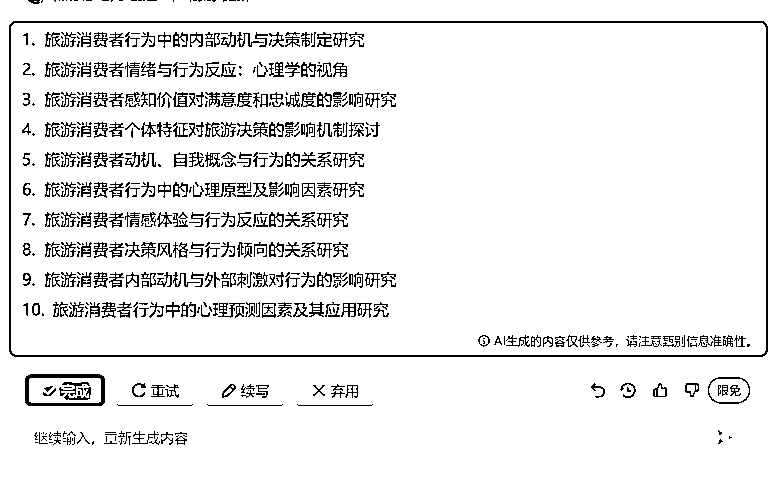 1. 旅游消费者行为中的内部动机与决策制定研究
2. 旅游消费者情绪与行为反应：心理学的视角
3. 旅游消费者感知价值对满意度和忠诚度的影响研究
4. 旅游消费者个体特征对旅游决策的影响机制探讨
5. 旅游消费者动机、自我概念与行为的关系研究
6. 旅游消费者行为中的心理原型及影响因素研究
7. 旅游消费者情感体验与行为反应的关系研究
8. 旅游消费者决策风格与行为倾向的关系研究
9. 旅游消费者内部动机与外部刺激对行为的影响研究
10. 旅游消费者行为中的心理预测因素及其应用研究
AI生成的内容仅供参考，请注意甄别信息准确性。
完成 重试 续写 弃用 限免
继续输入，重新生成内容